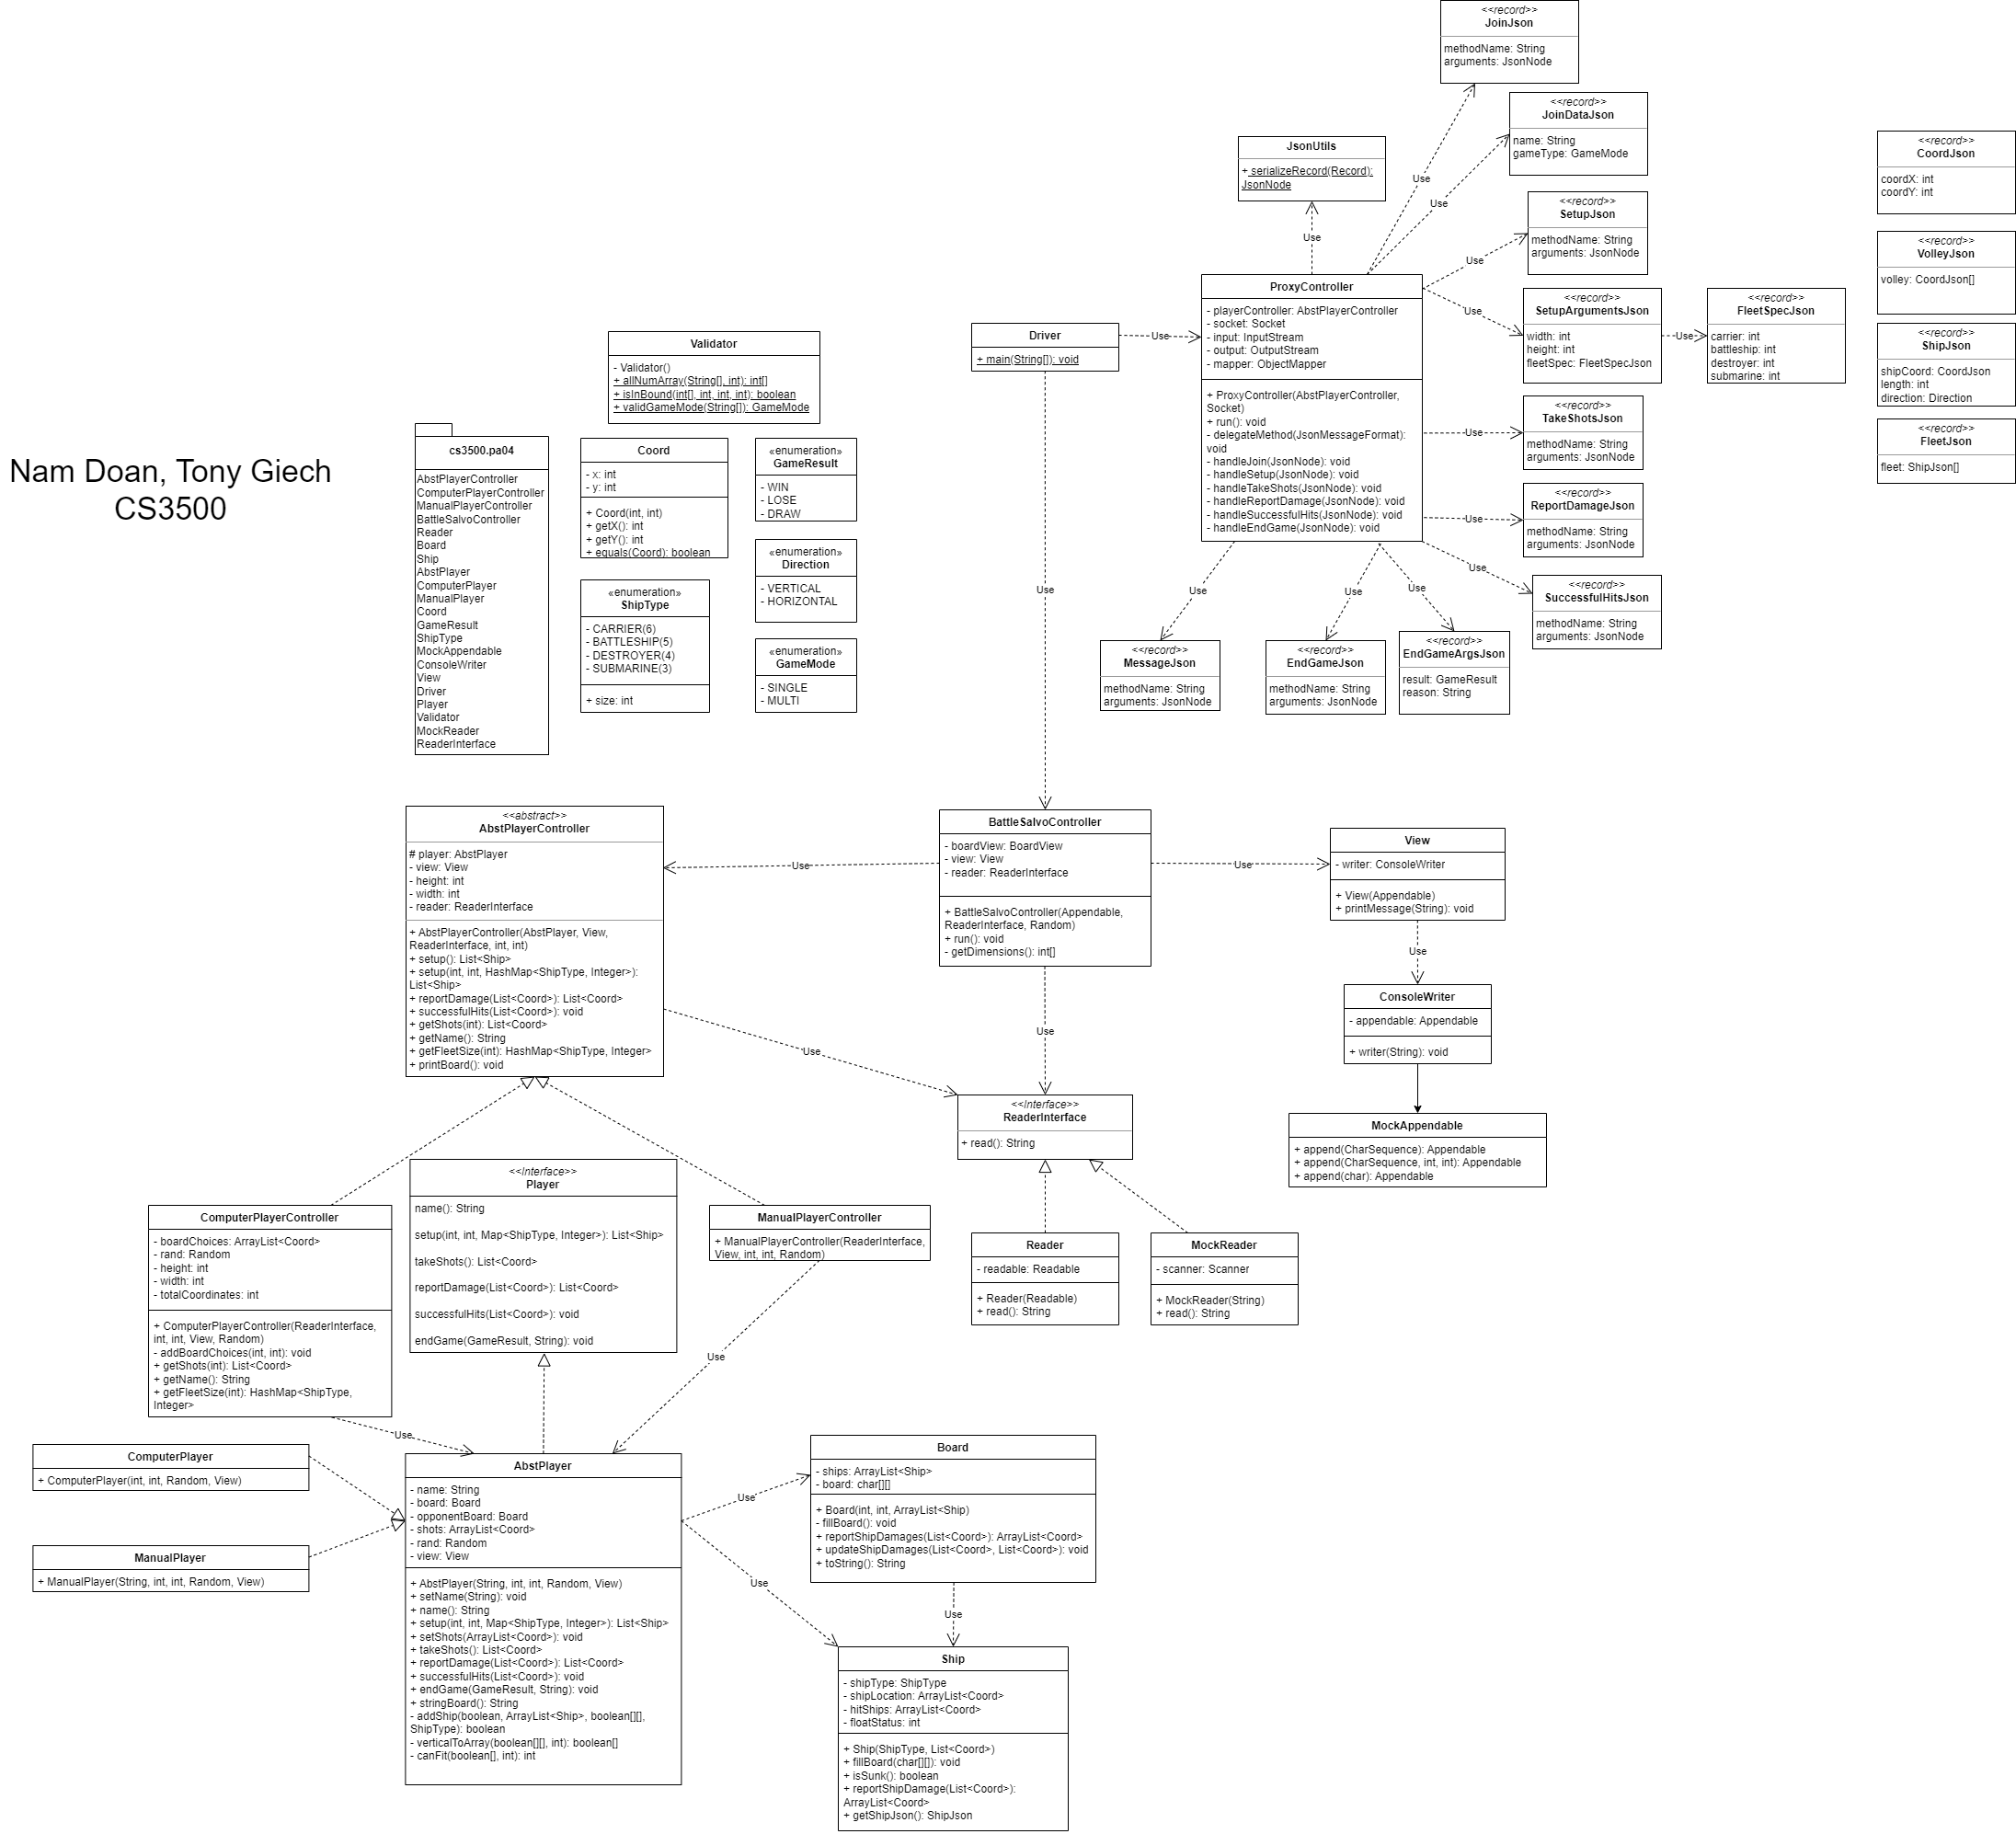 <<record>>
JoinJson
methodName: String
arguments: JsonNode
<<record>>
JoinDataJson
name: String
gameType: GameMode
JsonUtils
+ serializeRecord(Record):
JsonNode
<<record>>
CoordJson
coordX: int
coordY: int
Use
Use
Use
<<record>>
SetupJson
methodName: String
arguments: JsonNode
Use
<<record>>
VolleyJson
volley: CoordJson[]
ProxyController
- playerController: AbstPlayerController
- socket: Socket
- input: InputStream
- output: OutputStream
- mapper: ObjectMapper
+ ProxyController(AbstPlayerController,
Socket)
+ run(): void
- delegateMethod(JsonMessageFormat):
void
- handleJoin(JsonNode): void
- handleSetup(JsonNode): void
- handleTakeShots(JsonNode): void
- handleReportDamage(JsonNode): void
- handleSuccessfulHits(JsonNode): void
- handleEndGame(JsonNode): void
Use
<<record>>
SetupArgumentsJson
width: int
height: int
fleetSpec: FleetSpecJson
Use
<<record>>
FleetSpecJson
carrier: int
battleship: int
destroyer: int
submarine: int
<<record>>
ShipJson
shipCoord: CoordJson
length: int
direction: Direction
Driver
+ main(String[]): void
Use
Validator
- Validator()
+ allNumArray(String[], int): int[]
+ isInBound(int[], int, int, int): boolean
+ validGameMode(String[]): GameMode
Use
<<record>>
TakeShotsJson
methodName: String
arguments: JsonNode
<<record>>
FleetJson
fleet: ShipJson[]
Nam Doan, Tony Giech
CS3500
cs3500.pa04
AbstPlayerController
ComputerPlayerController
ManualPlayerController
BattleSalvoController
Reader
Board
Ship
AbstPlayer
ComputerPlayer
ManualPlayer
Coord
GameResult
ShipType
MockAppendable
ConsoleWriter
View
Driver
Player
Validator
MockReader
ReaderInterface
Coord
- x: int
- y: int
+ Coord(int, int)
+ getX(): int
+ getY(): int
+ equals(Coord): boolean
«enumeration»
GameResult
- WIN
- LOSE
- DRAW
Use
<<record>>
ReportDamageJson
methodName: String
arguments: JsonNode
«enumeration»
Direction
- VERTICAL
- HORIZONTAL
«enumeration»
ShipType
- CARRIER(6)
- BATTLESHIP(5)
- DESTROYER(4)
- SUBMARINE(3)
+ size: int
«enumeration»
GameMode
- SINGLE
- MULTI
Use
Use
Use
Use
Use
<<record>>
SuccessfulHitsJson
methodName: String
arguments: JsonNode
<<record>>
MessageJson
methodName: String
arguments: JsonNode
<<record>>
EndGameJson
methodName: String
arguments: JsonNode
<<record>>
EndGameArgsJson
result: GameResult
reason: String
<<abstract>>
AbstPlayerController
# player: AbstPlayer
- view: View
- height: int
- width: int
- reader: ReaderInterface
+ AbstPlayerController(AbstPlayer, View,
ReaderInterface, int, int)
+ setup(): List<Ship>
+ setup(int, int, HashMap<ShipType, Integer>):
List<Ship>
+ reportDamage(List<Coord>): List<Coord>
+ successfulHits(List<Coord>): void
+ getShots(int): List<Coord>
+ getName(): String
+ getFleetSize(int): HashMap<ShipType, Integer>
+ printBoard(): void
Use
BattleSalvoController
- boardView: BoardView
- view: View
- reader: ReaderInterface
+ BattleSalvoController(Appendable,
ReaderInterface, Random)
+ run(): void
- getDimensions(): int[]
Use
View
- writer: ConsoleWriter
+ View(Appendable)
+ printMessage(String): void
Use
ConsoleWriter
- appendable: Appendable
+ writer(String): void
Use
Use
<<Interface>>
ReaderInterface
+ read(): String
MockAppendable
+ append(CharSequence): Appendable
+ append(CharSequence, int, int): Appendable
+ append(char): Appendable
<<Interface>>
Player
name(): String
setup(int, int, Map<ShipType, Integer>): List<Ship>
takeShots(): List<Coord>
reportDamage(List<Coord>): List<Coord>
successfulHits(List<Coord>): void
endGame(GameResult, String): void
ComputerPlayerController
- boardChoices: ArrayList<Coord>
- rand: Random
- height: int
- width: int
- totalCoordinates: int
+ ComputerPlayerController(ReaderInterface,
int, int, View, Random)
- addBoardChoices(int, int): void
+ getShots(int): List<Coord>
+ getName(): String
+ getFleetSize(int): HashMap<ShipType,
Integer>
ManualPlayerController
+ ManualPlayerController(ReaderInterface,
View, int, int, Random)
Reader
- readable: Readable
+ Reader(Readable)
+ read(): String
MockReader
- scanner: Scanner
+ MockReader(String)
+ read(): String
Use
Use
ComputerPlayer
+ ComputerPlayer(int, int, Random, View)
ManualPlayer
+ ManualPlayer(String, int, int, Random, View)
AbstPlayer
- name: String
- board: Board
- opponentBoard: Board
- shots: ArrayList<Coord>
- rand: Random
- view: View
+ AbstPlayer(String, int, int, Random, View)
+ setName(String): void
+ name(): String
+ setup(int, int, Map<ShipType, Integer>): List<Ship>
+ setShots(ArrayList<Coord>): void
+ takeShots(): List<Coord>
+ reportDamage(List<Coord>): List<Coord>
+ successfulHits(List<Coord>): void
+ endGame(GameResult, String): void
+ stringBoard(): String
- addShip(boolean, ArrayList<Ship>, boolean[][],
ShipType): boolean
- verticalToArray(boolean[][], int): boolean[]
- canFit(boolean[], int): int
Use
Use
Board
- ships: ArrayList<Ship>
- board: char[][]
+ Board(int, int, ArrayList<Ship)
- fillBoard(): void
+ reportShipDamages(List<Coord>): ArrayList<Coord>
+ updateShipDamages(List<Coord>, List<Coord>): void
+ toString(): String
Use
Ship
- shipType: ShipType
- shipLocation: ArrayList<Coord>
- hitShips: ArrayList<Coord>
- floatStatus: int
+ Ship(ShipType, List<Coord>)
+ fillBoard(char[][]): void
+ isSunk(): boolean
+ reportShipDamage(List<Coord>):
ArrayList<Coord>
+ getShipJson(): ShipJson